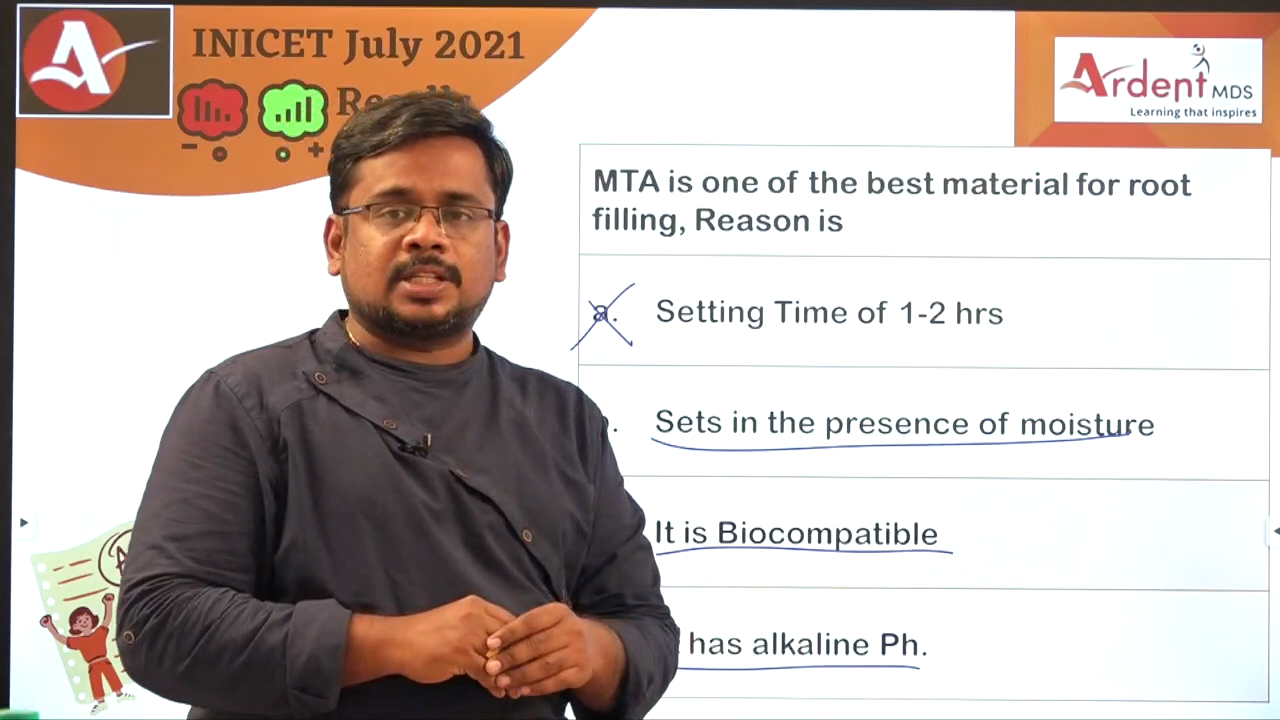 INICET July 2021
Ardent MDS
Learning that inspires
MTA is one of the best material for root
filling, Reason is
a. Setting Time of 1-2 hrs
Sets in the presence of moisture
It is Biocompatible
has alkaline Ph.